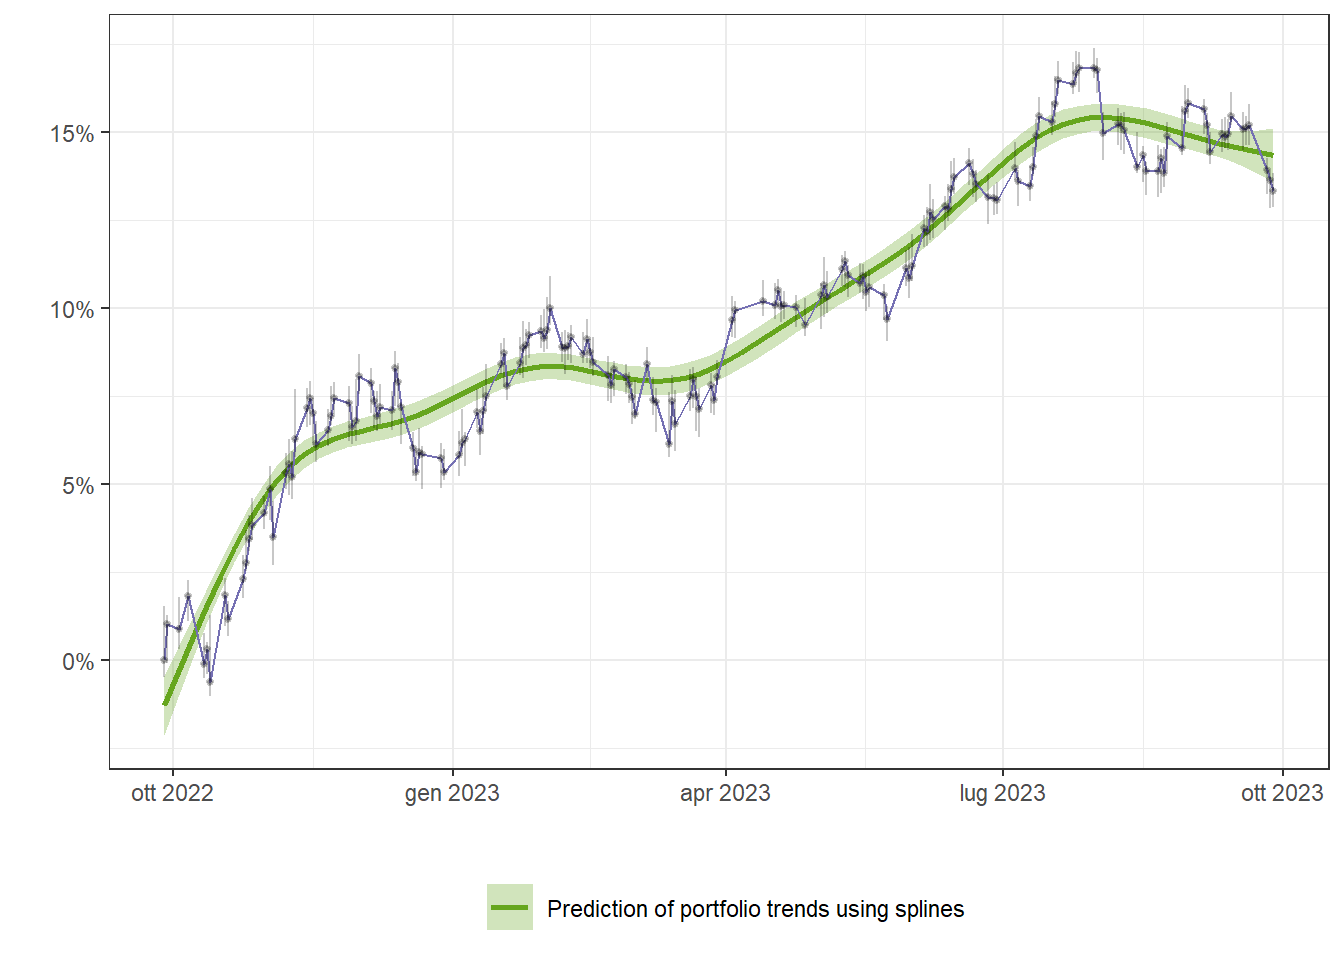 15%
10%
5%
0%
ott 2022 gen 2023 apr 2023 lug 2023 ott 2023
Prediction of portfolio trends using splines